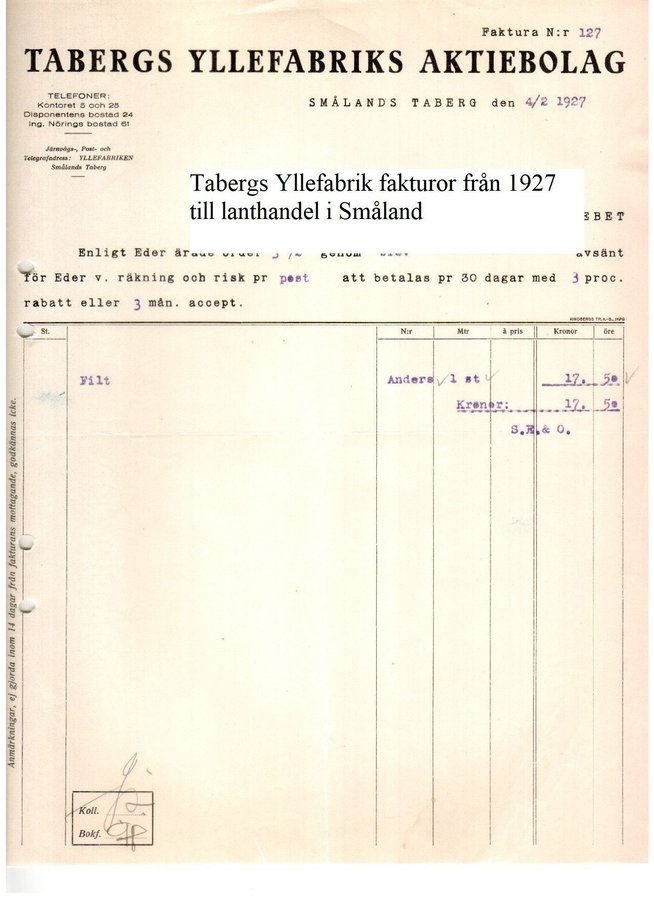 Faktura N:r 127
TABERGS YLLEFABRIKS AKTIEBOLAG
TELEFONER:
Kontoret 5 och 25
Disponentens bostad 24
Ing. Nörings bostad 61
SMÅLANDS TABERG den 4/2 1927
Järnvägs-, Post- och
Telegrafadress: YLLEFABRIKEN
Smålands Taberg
Tabergs Yllefabrik fakturor från 1927
till lanthandel i Småland
EBET
Enligt Eder ärade order 3/2 genom avsänt
för Eder v. räkning och risk pr post att betalas pr 30 dagar med 3 proc.
rabatt eller 3 mån. accept.
St. N:r Mtr à pris Kronor öre
Filt Anders 1 st 17. 50
Kronor: 17. 50
S.E.& O.
Anmärkningar, ej gjorda inom 14 dagar från fakturans mottagande, godkännas icke.
Koll.
Bokf.